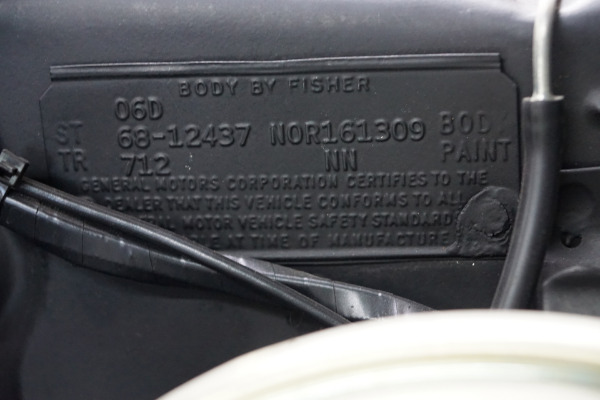 BODY BY FISHER
06D
ST 68-12437 NOR161309 BOD
TR 712 NN PAINT
GENERAL MOTORS CORPORATION CERTIFIES TO THE
DEALER THAT THIS VEHICLE CONFORMS TO ALL
MOTOR VEHICLE SAFETY STANDARDS
AT TIME OF MANUFACTURE